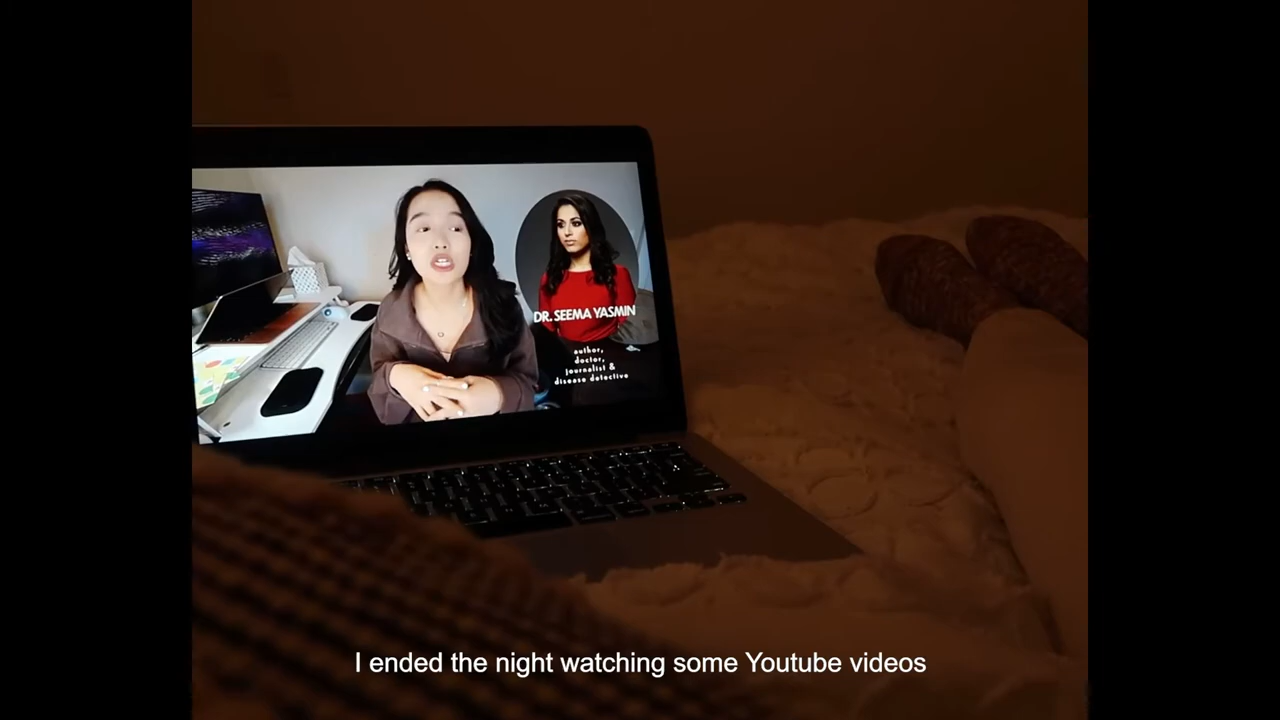 DR. SEEMA YASMIN
author,
doctor,
journalist &
disease detective
I ended the night watching some Youtube videos